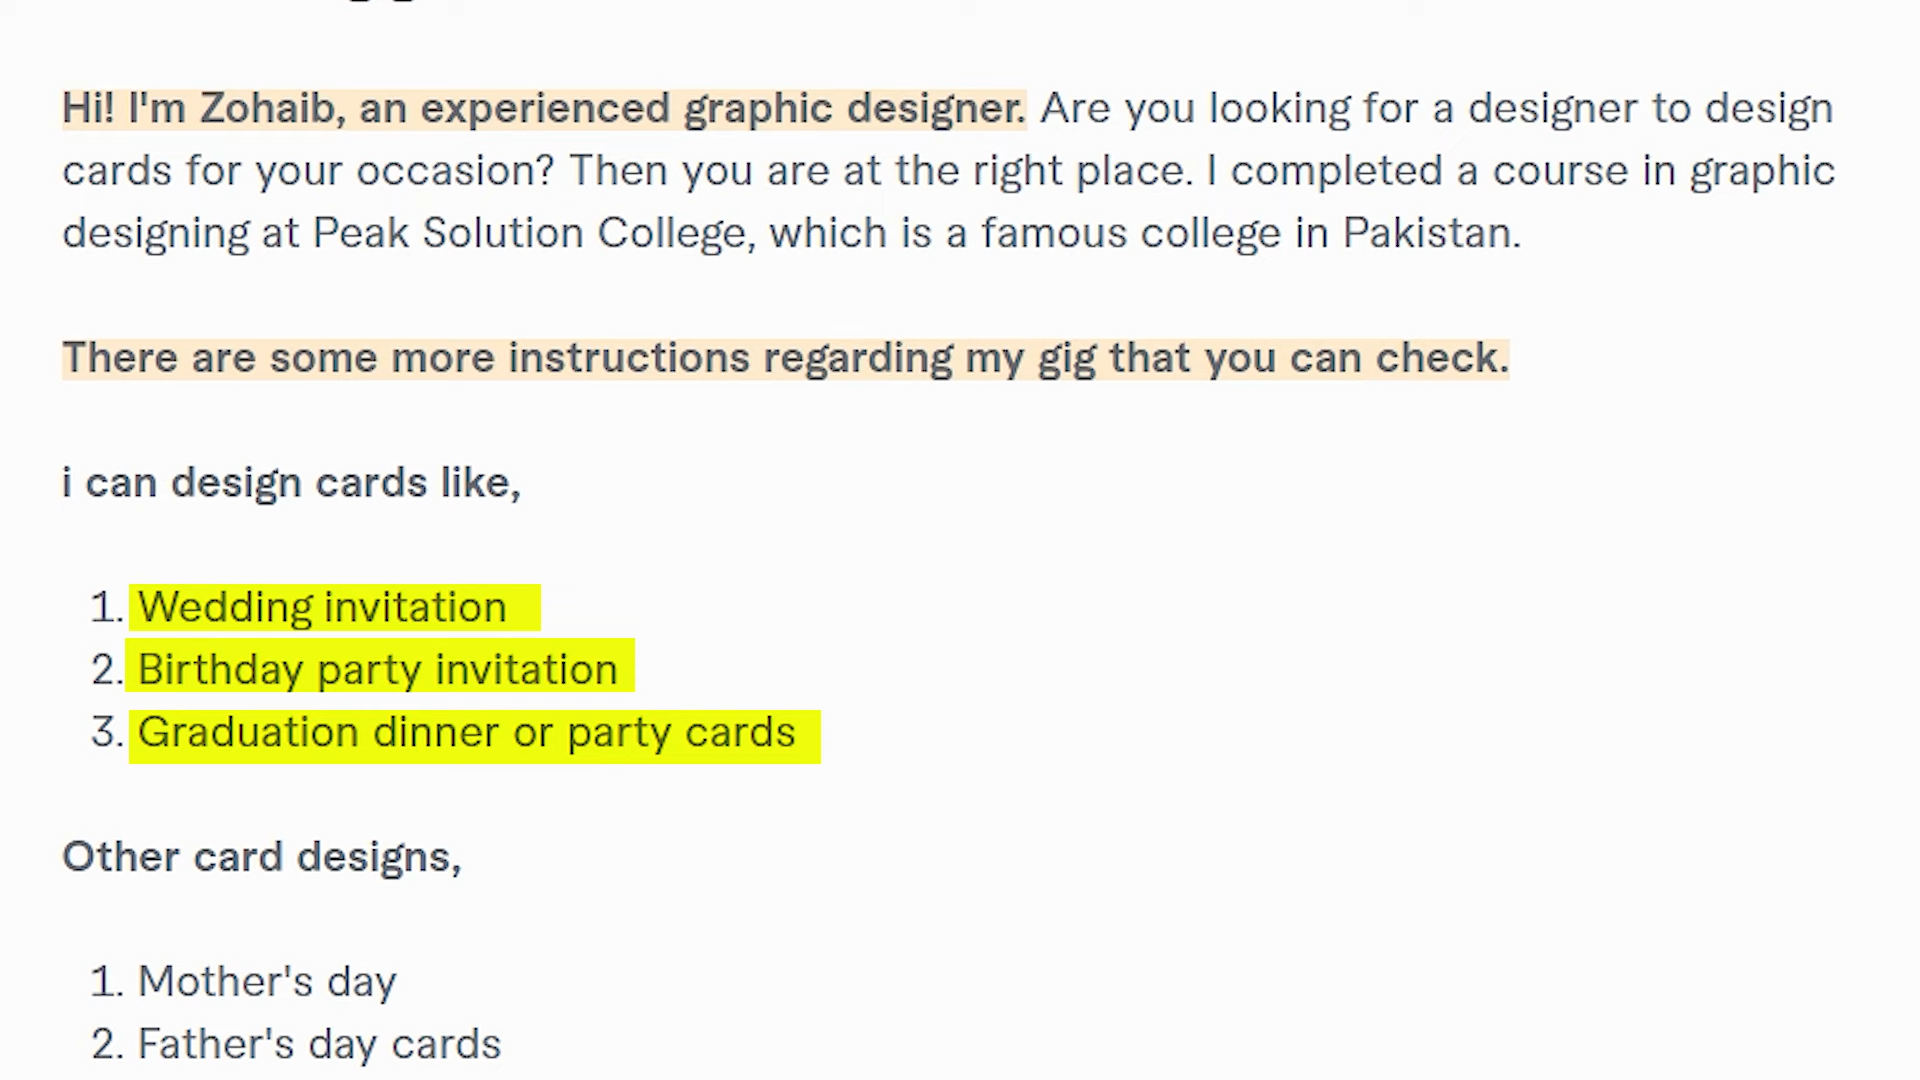 Hi! I'm Zohaib, an experienced graphic designer. Are you looking for a designer to design
cards for your occasion? Then you are at the right place. I completed a course in graphic
designing at Peak Solution College, which is a famous college in Pakistan.
There are some more instructions regarding my gig that you can check.
i can design cards like,
1. Wedding invitation
2. Birthday party invitation
3. Graduation dinner or party cards
Other card designs,
1. Mother's day
2. Father's day cards